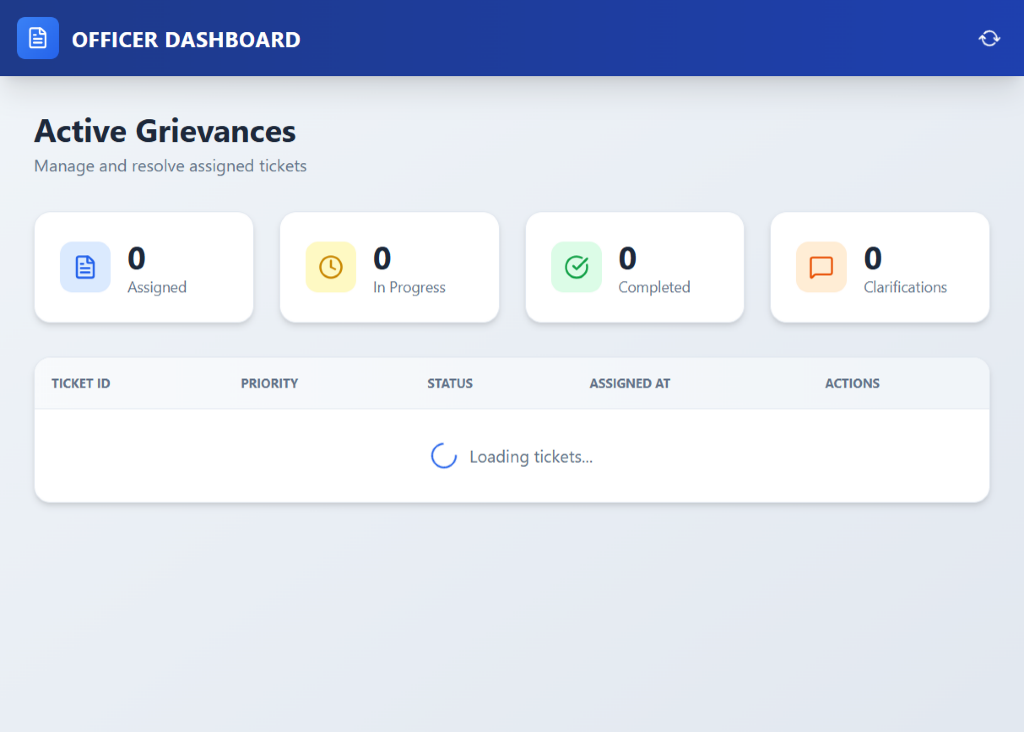 OFFICER DASHBOARD
Active Grievances
Manage and resolve assigned tickets
0
Assigned
0
In Progress
0
Completed
0
Clarifications
TICKET ID PRIORITY STATUS ASSIGNED AT ACTIONS
Loading tickets...